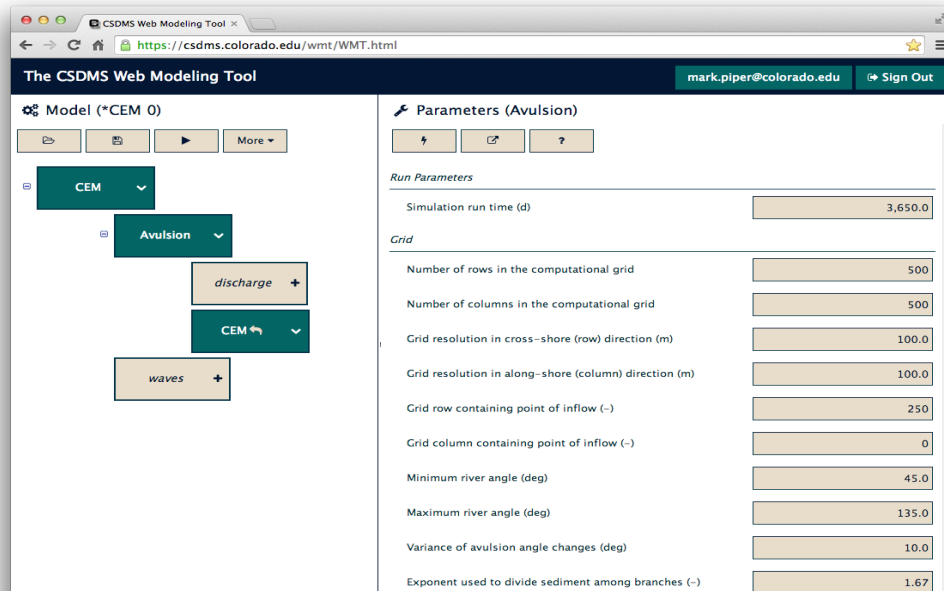 CSDMS Web Modeling Tool
https://csdms.colorado.edu/wmt/WMT.html
The CSDMS Web Modeling Tool
mark.piper@colorado.edu
Sign Out
Model (*CEM 0)
More
CEM
Avulsion
discharge +
CEM
waves +
Parameters (Avulsion)
?
Run Parameters
Simulation run time (d) 3,650.0
Grid
Number of rows in the computational grid 500
Number of columns in the computational grid 500
Grid resolution in cross-shore (row) direction (m) 100.0
Grid resolution in along-shore (column) direction (m) 100.0
Grid row containing point of inflow (-) 250
Grid column containing point of inflow (-) 0
Minimum river angle (deg) 45.0
Maximum river angle (deg) 135.0
Variance of avulsion angle changes (deg) 10.0
Exponent used to divide sediment among branches (-) 1.67